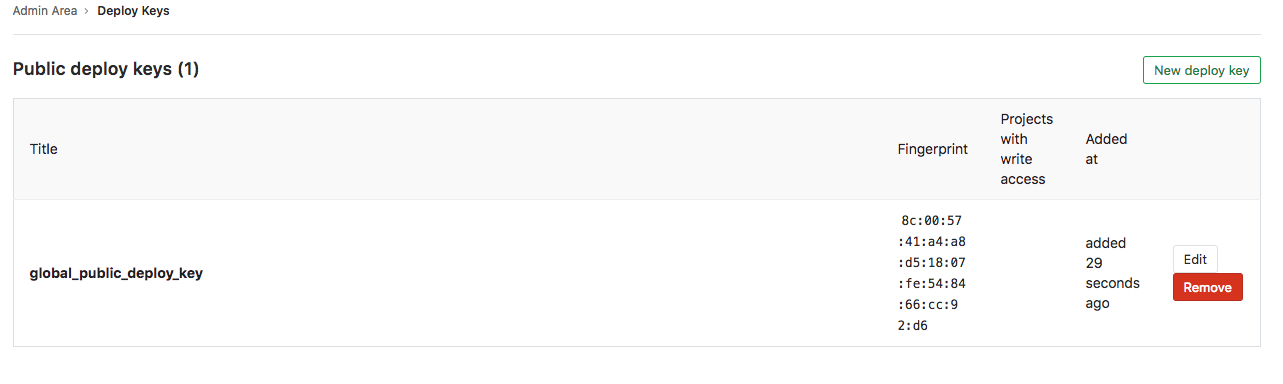 Admin Area › Deploy Keys
Public deploy keys (1)
New deploy key
Title
Fingerprint
Projects
with
write
access
Added
at
global_public_deploy_key
8c:00:57
:41:a4:a8
:d5:18:07
:fe:54:84
:66:cc:9
2:d6
added
29
seconds
ago
Edit
Remove